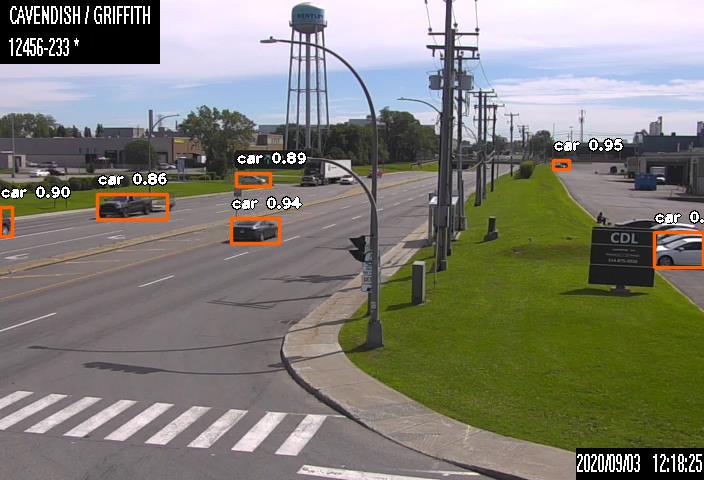 CAVENDISH / GRIFFITH
12456-233 *
car 0.89
car 0.95
car 0.86
car 0.90
car 0.94
car 0.
CDL
2020/09/03 12:18:25